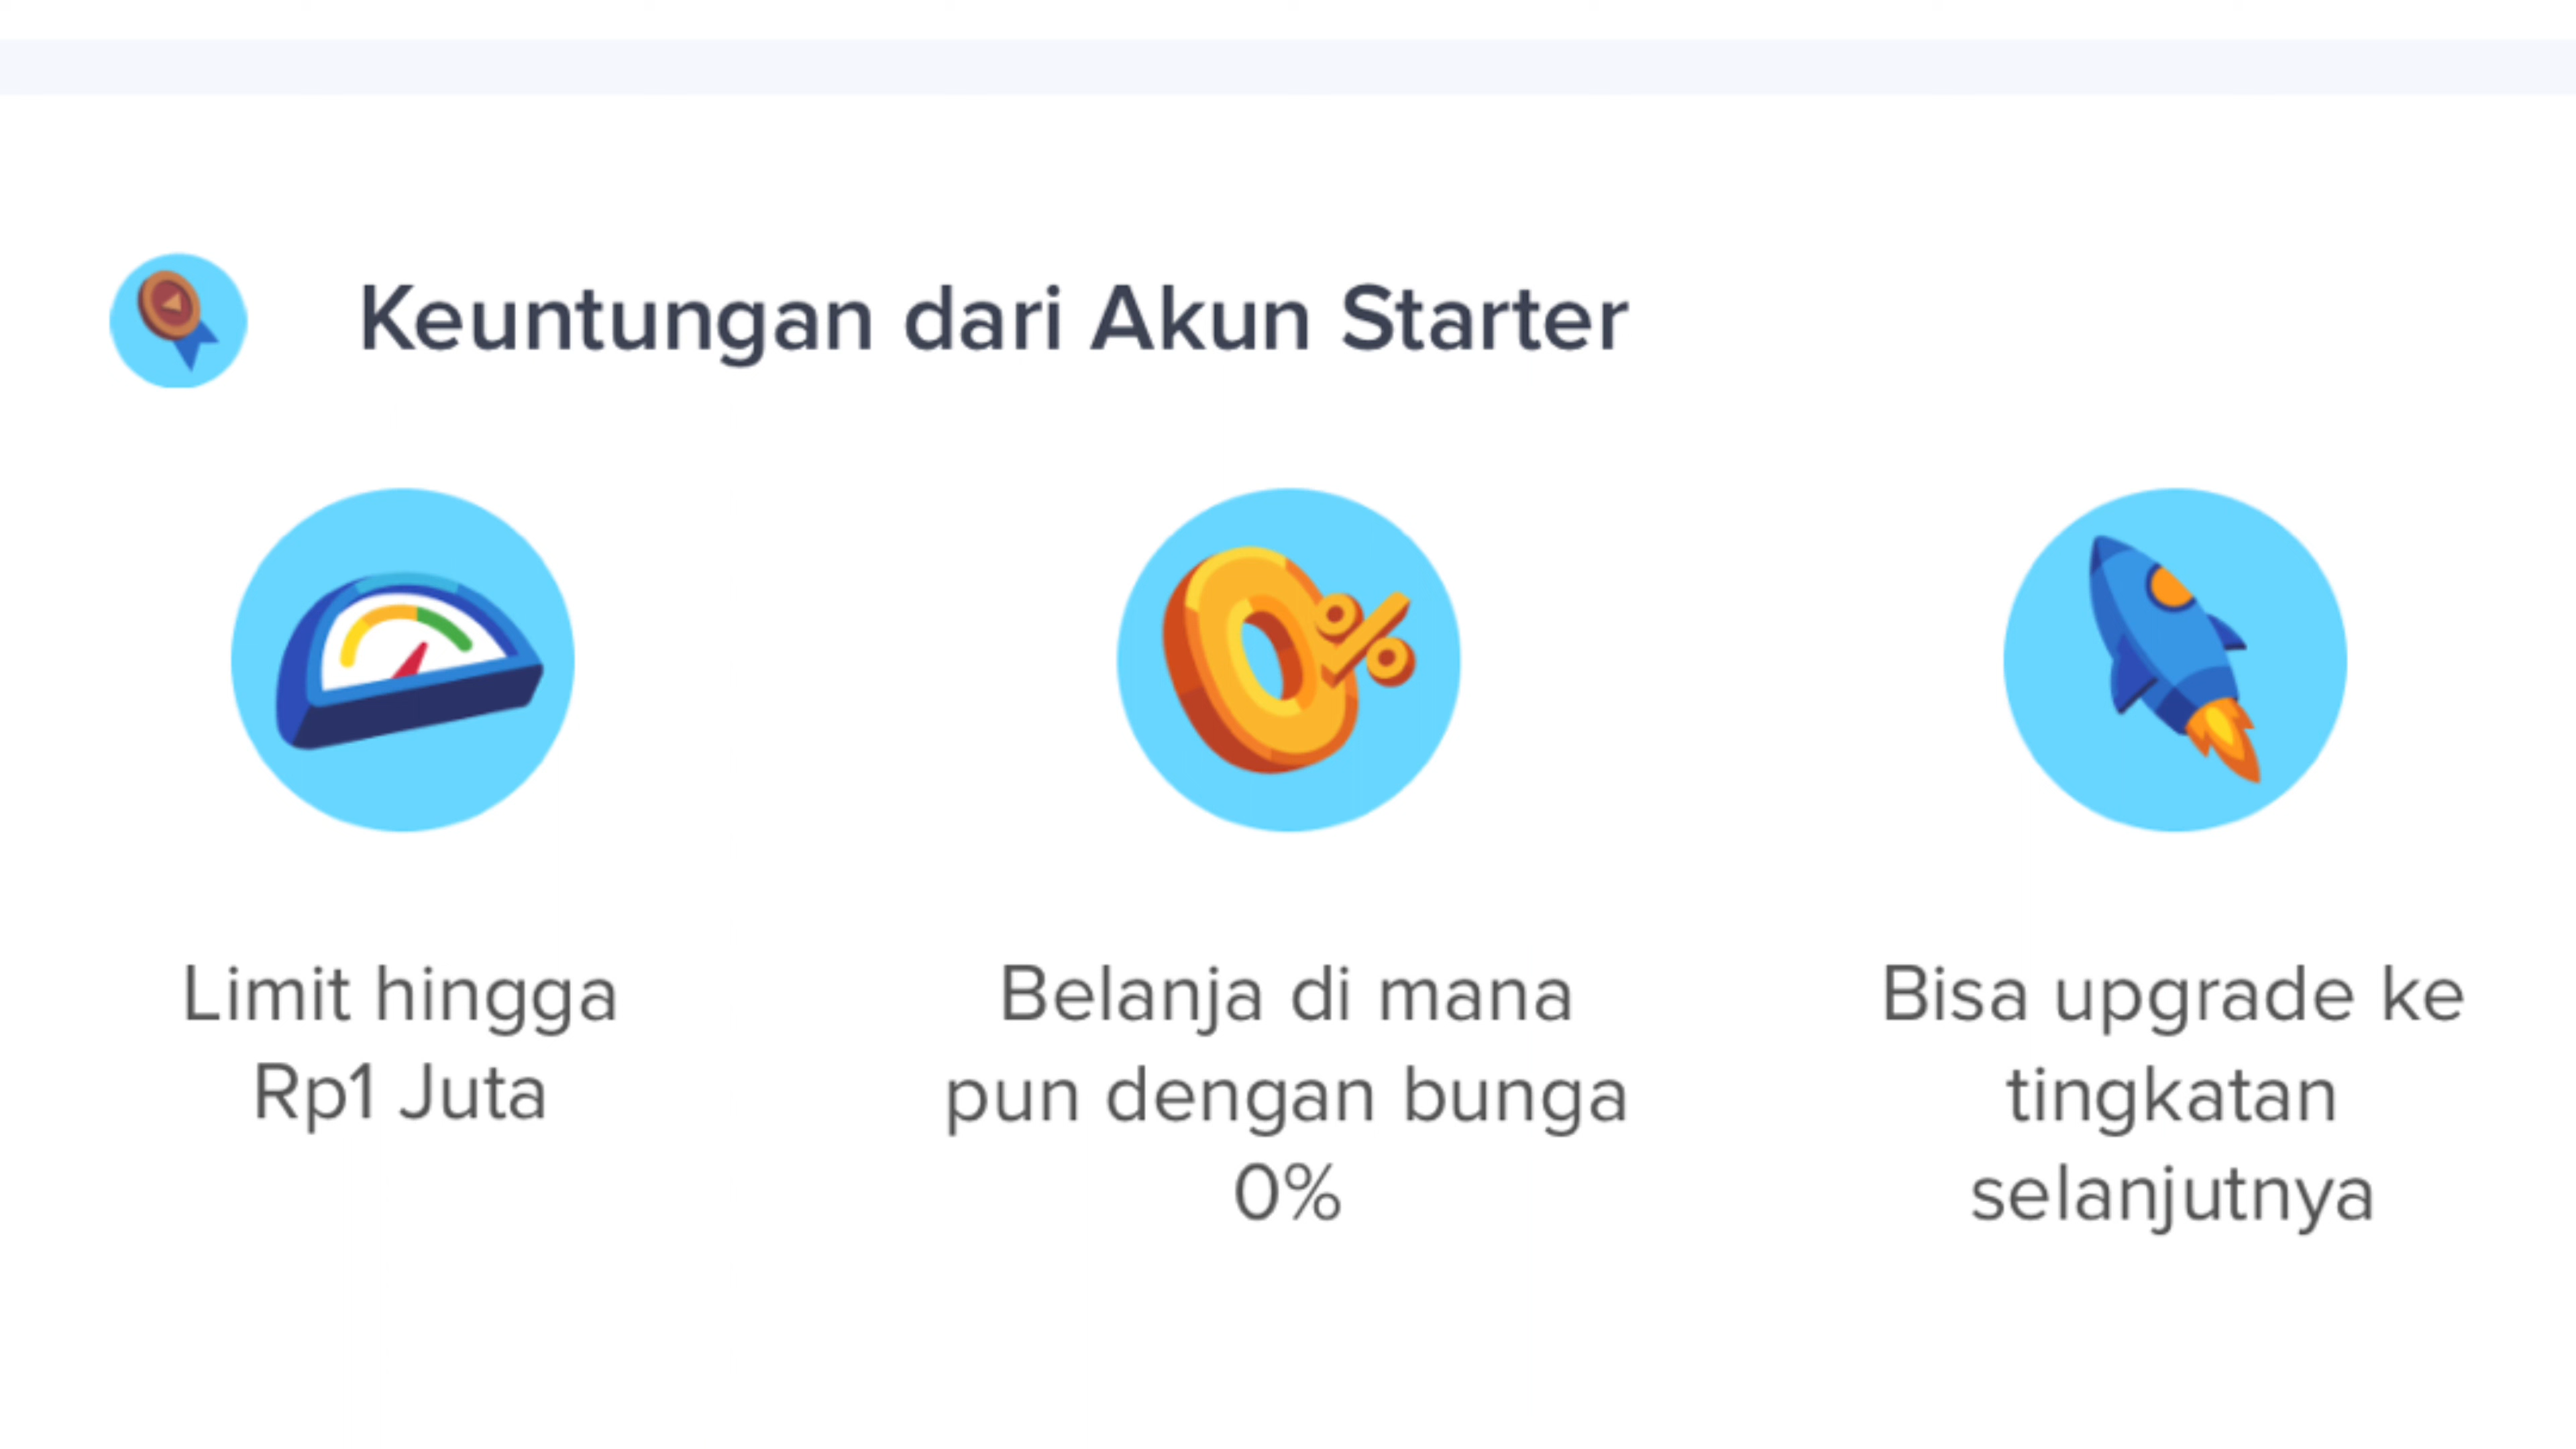 Keuntungan dari Akun Starter
Limit hingga
Rp1 Juta
Belanja di mana
pun dengan bunga
0%
Bisa upgrade ke
tingkatan
selanjutnya